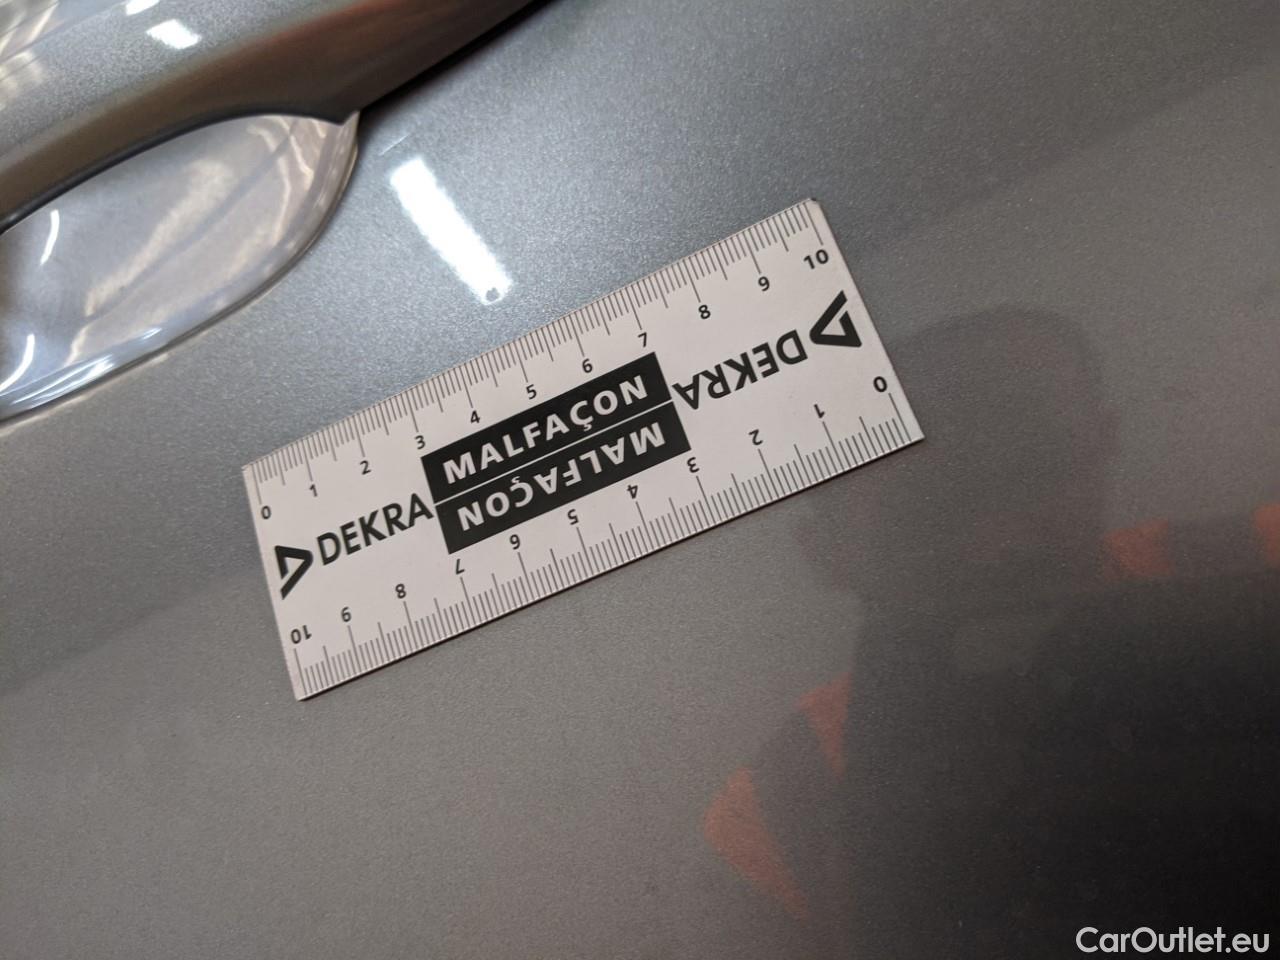 0 1 2 3 4 5 6 7 8 9 10
DEKRA
MALFAÇON
0 1 2 3 4 5 6 7 8 9 10
DEKRA
MALFAÇON
CarOutlet.eu